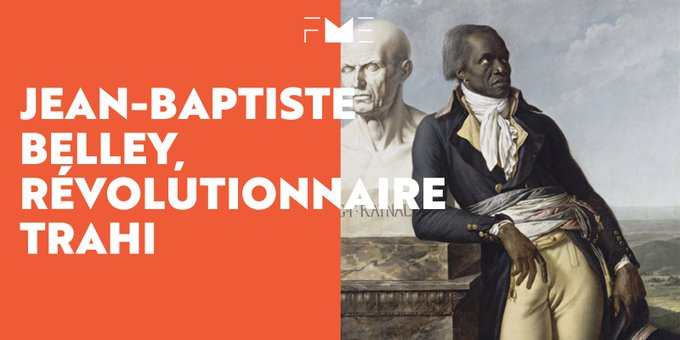 FME
JEAN-BAPTISTE
BELLEY,
RÉVOLUTIONNAIRE
TRAHI